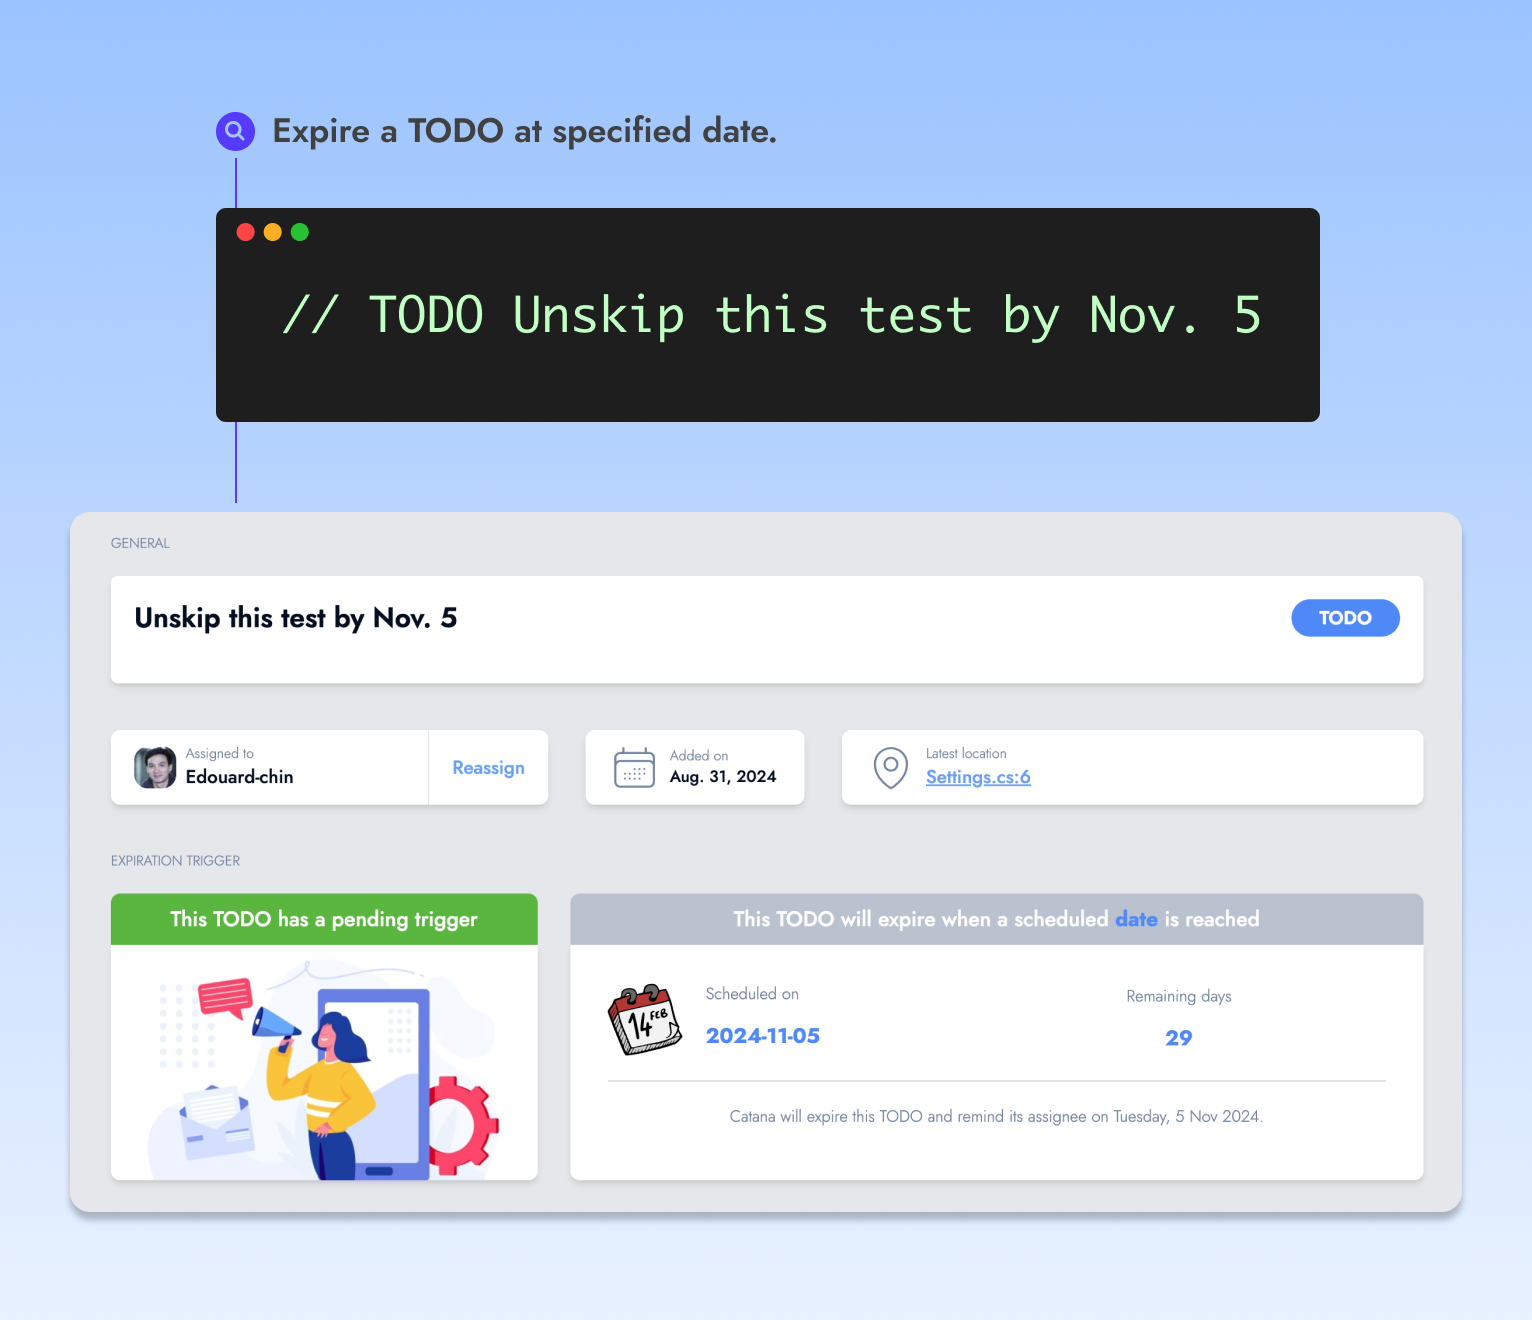 Expire a TODO at specified date.
// TODO Unskip this test by Nov. 5
GENERAL
Unskip this test by Nov. 5
TODO
Assigned to
Edouard-chin
Reassign
Added on
Aug. 31, 2024
Latest location
Settings.cs:6
EXPIRATION TRIGGER
This TODO has a pending trigger
This TODO will expire when a scheduled date is reached
14 FEB
Scheduled on
2024-11-05
Remaining days
29
Catana will expire this TODO and remind its assignee on Tuesday, 5 Nov 2024.